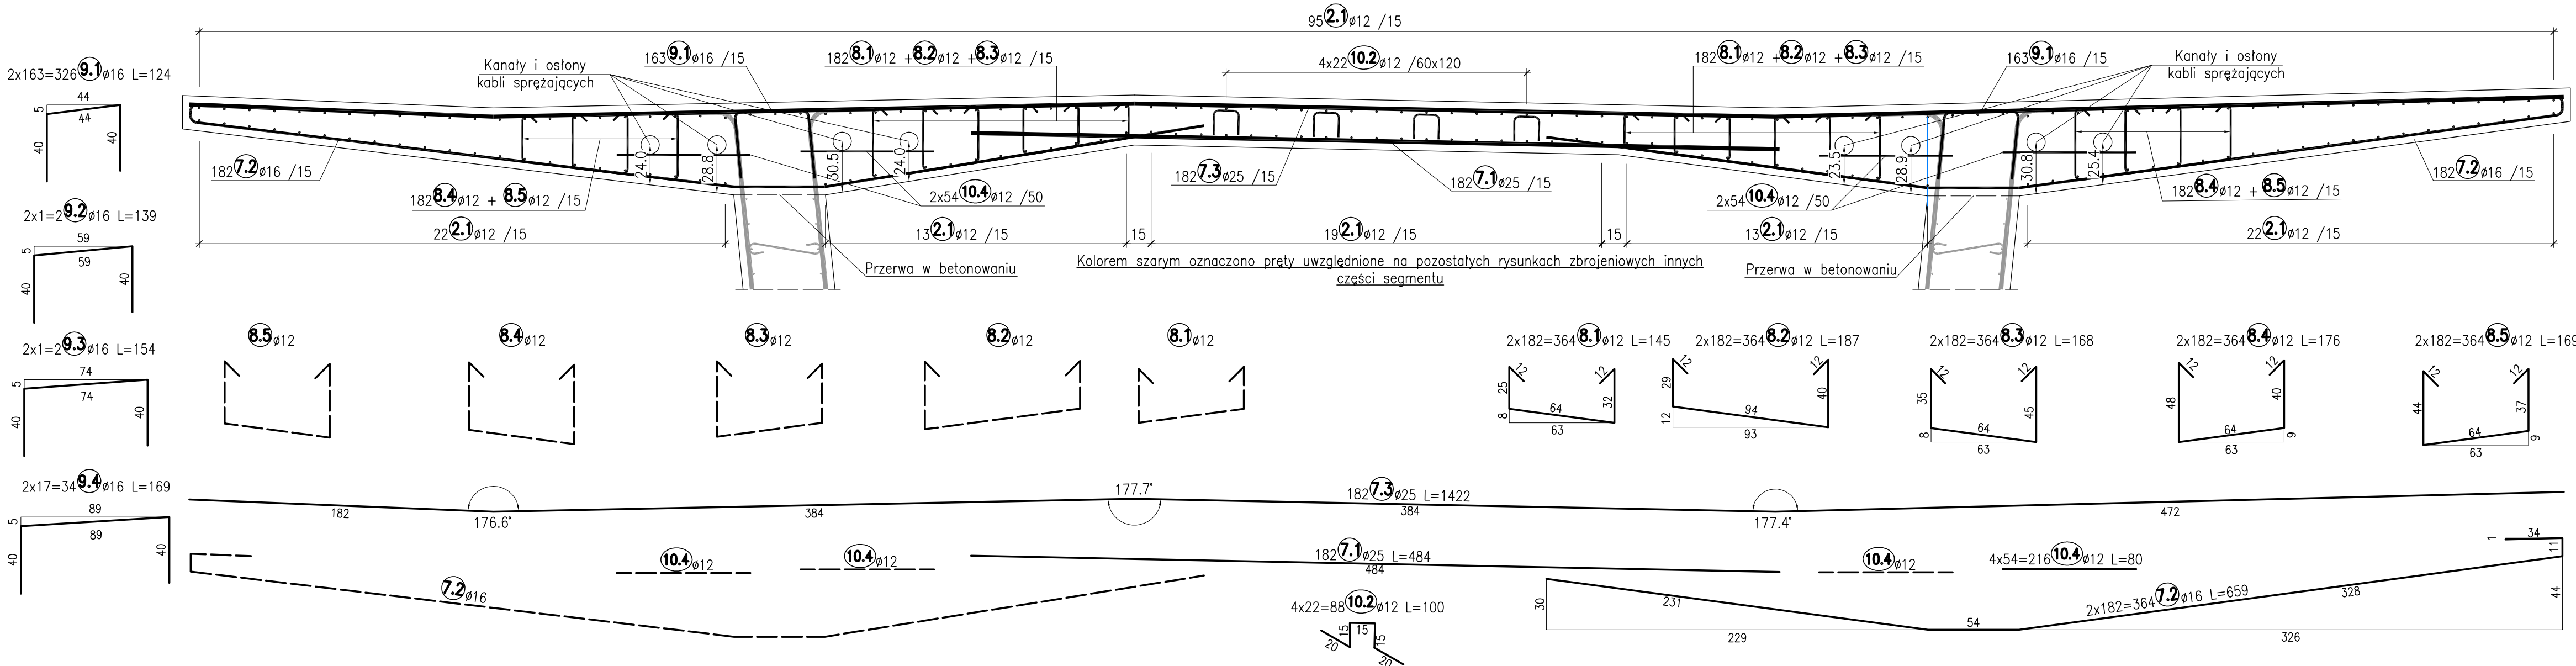 95 2.1 ø12 /15
2x163=326 9.1 ø16 L=124
44
5
44
40
40
Kanały i osłony
kabli sprężających
163 9.1 ø16 /15
182 8.1 ø12 + 8.2 ø12 + 8.3 ø12 /15
4x22 10.2 ø12 /60x120
182 8.1 ø12 + 8.2 ø12 + 8.3 ø12 /15
163 9.1 ø16 /15
Kanały i osłony
kabli sprężających
182 7.2 ø16 /15
24.0
28.8
30.5
24.0
23.5
28.9
30.8
25.4
182 8.4 ø12 + 8.5 ø12 /15
2x54 10.4 ø12 /50
182 7.3 ø25 /15
182 7.1 ø25 /15
2x54 10.4 ø12 /50
182 8.4 ø12 + 8.5 ø12 /15
182 7.2 ø16 /15
22 2.1 ø12 /15
13 2.1 ø12 /15
15
19 2.1 ø12 /15
15
13 2.1 ø12 /15
22 2.1 ø12 /15
Przerwa w betonowaniu
Kolorem szarym oznaczono pręty uwzględnione na pozostałych rysunkach zbrojeniowych innych
części segmentu
Przerwa w betonowaniu
2x1=2 9.2 ø16 L=139
59
5
59
40
40
2x1=2 9.3 ø16 L=154
74
5
74
40
40
2x17=34 9.4 ø16 L=169
89
5
89
40
40
8.5 ø12
8.4 ø12
8.3 ø12
8.2 ø12
8.1 ø12
2x182=364 8.1 ø12 L=145
12
12
25
32
64
8
63
2x182=364 8.2 ø12 L=187
12
12
29
40
94
12
93
2x182=364 8.3 ø12 L=168
12
12
35
45
64
8
63
2x182=364 8.4 ø12 L=176
12
12
48
40
64
9
63
2x182=364 8.5 ø12 L=169
12
12
44
37
64
9
63
182 7.3 ø25 L=1422
182
176.6°
384
177.7°
384
177.4°
472
7.2 ø16
10.4 ø12
10.4 ø12
182 7.1 ø25 L=484
484
10.4 ø12
4x54=216 10.4 ø12 L=80
4x22=88 10.2 ø12 L=100
15
15
15
20
20
2x182=364 7.2 ø16 L=659
30
231
229
54
328
326
1
34
11
44